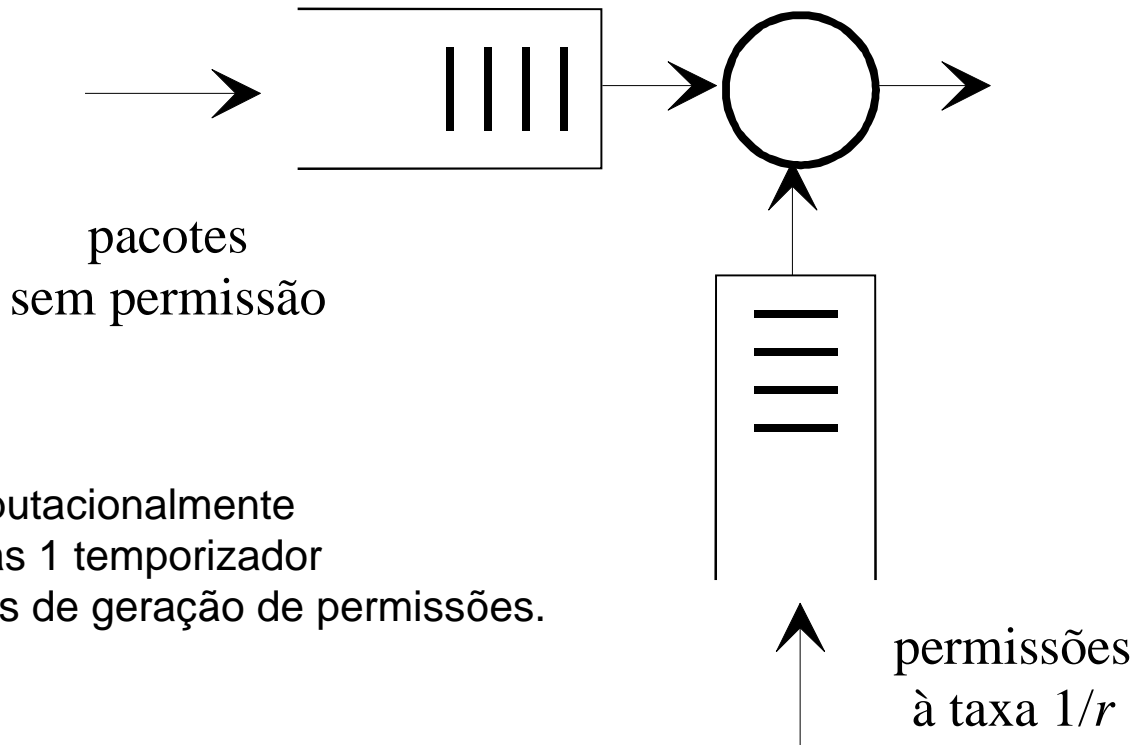 pacotes
sem permissão
putacionalmente
as 1 temporizador
s de geração de permissões.
permissões
à taxa 1/r